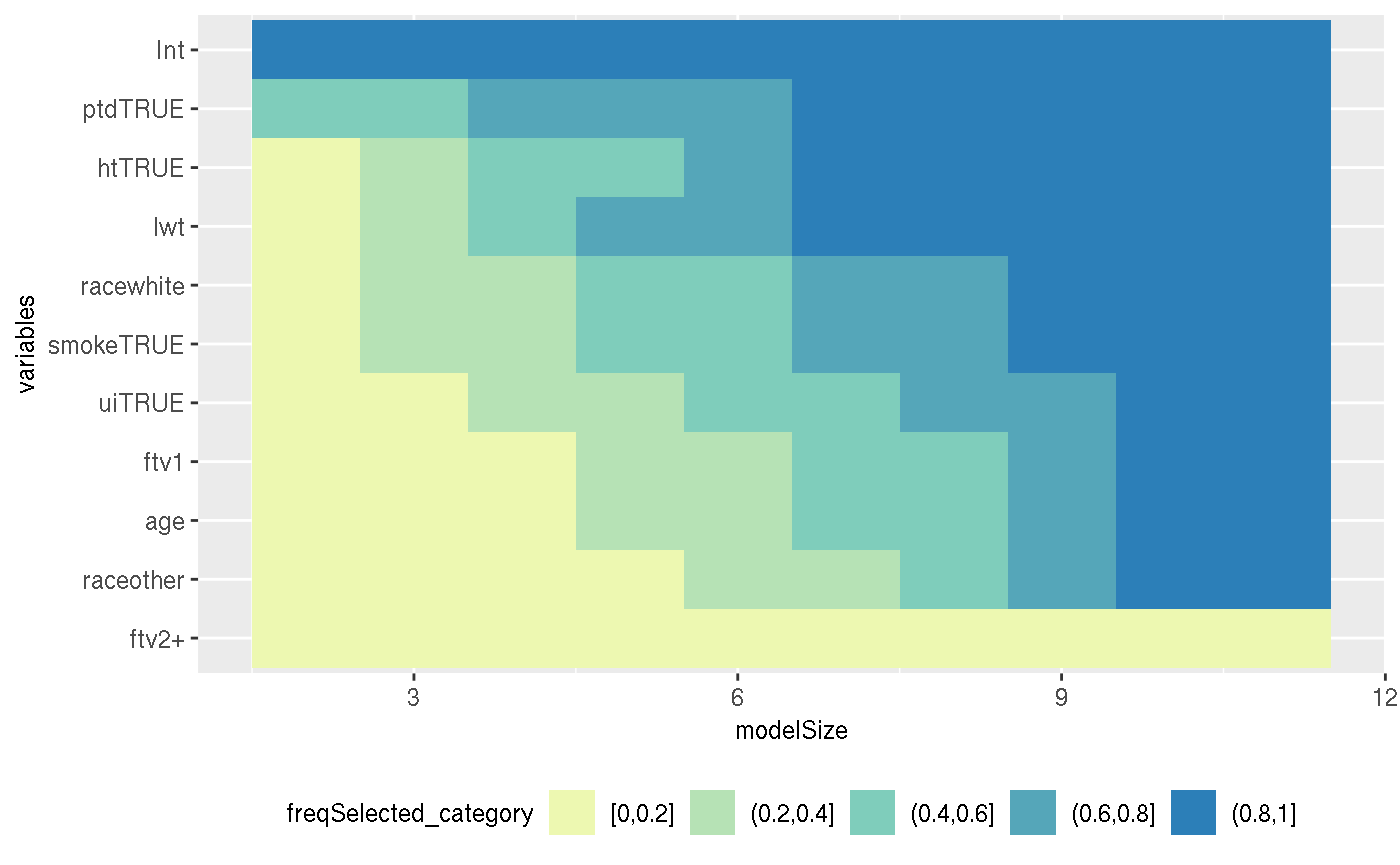 Int
ptdTRUE
htTRUE
lwt
racewhite
smokeTRUE
uiTRUE
ftv1
age
raceother
ftv2+
variables
3 6 9 12
modelSize
freqSelected_category [0,0.2] (0.2,0.4] (0.4,0.6] (0.6,0.8] (0.8,1]